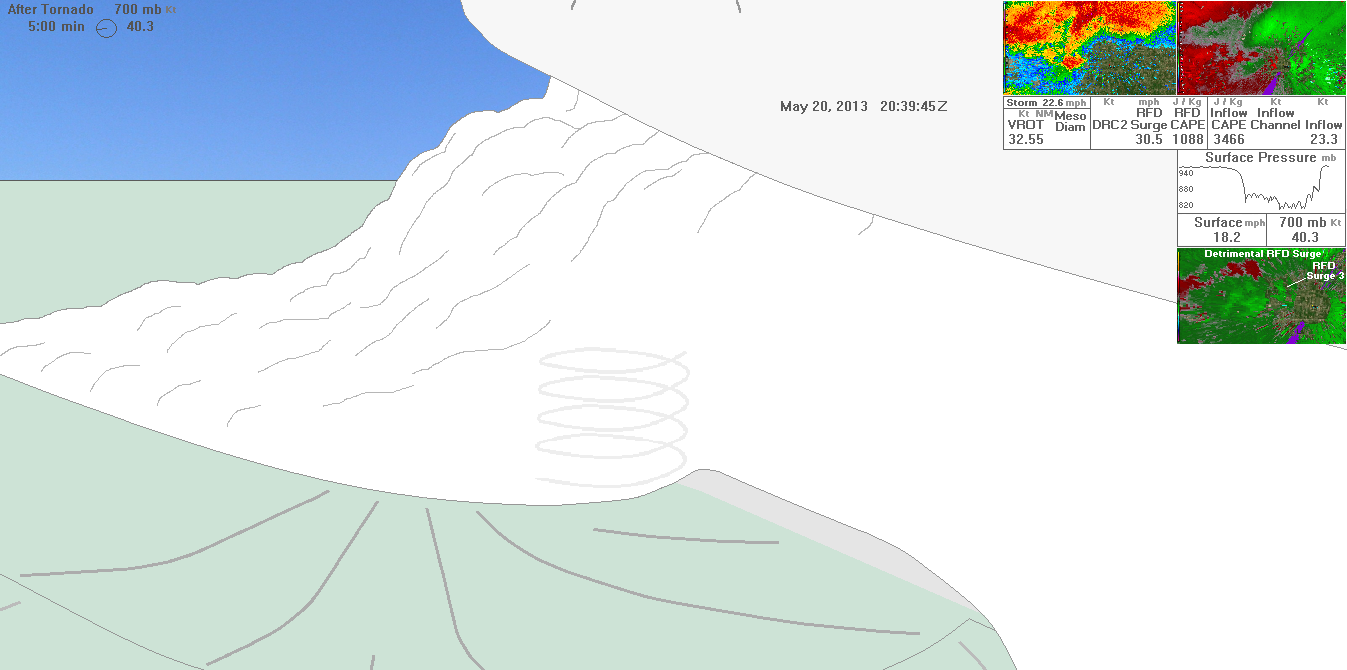 After Tornado 700 mb Kt
5:00 min 40.3
May 20, 2013 20:39:45Z
Storm 22.6 mph
Kt NM
VROT Meso Diam
32.55
Kt mph J / Kg
DRC2 RFD Surge RFD CAPE
30.5 1088
J / Kg Kt Kt
Inflow CAPE Inflow Channel Inflow
3466 23.3
Surface Pressure mb
940
880
820
Surface mph 700 mb Kt
18.2 40.3
Detrimental RFD Surge
RFD
Surge 3